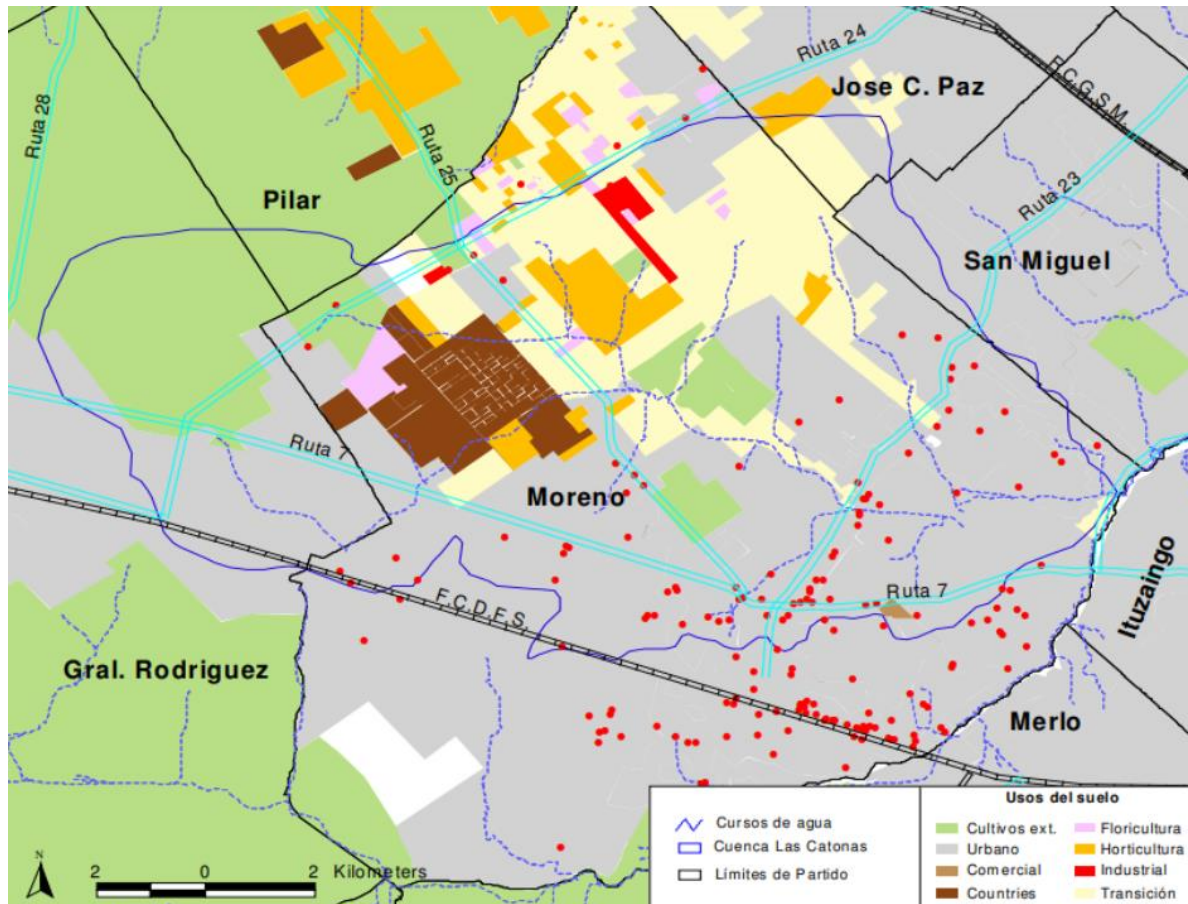 Ruta 24
Jose C. Paz
F.C.G.S.M.
Ruta 28
Ruta 25
Pilar
Ruta 23
San Miguel
Ruta 7
Moreno
Ruta 7
F.C.D.F.S.
Ituzaingo
Gral. Rodriguez
Merlo
N
2 0 2 Kilometers
Cursos de agua
Cuenca Las Catonas
Límites de Partido
Usos del suelo
Cultivos ext. Floricultura
Urbano Horticultura
Comercial Industrial
Countries Transición